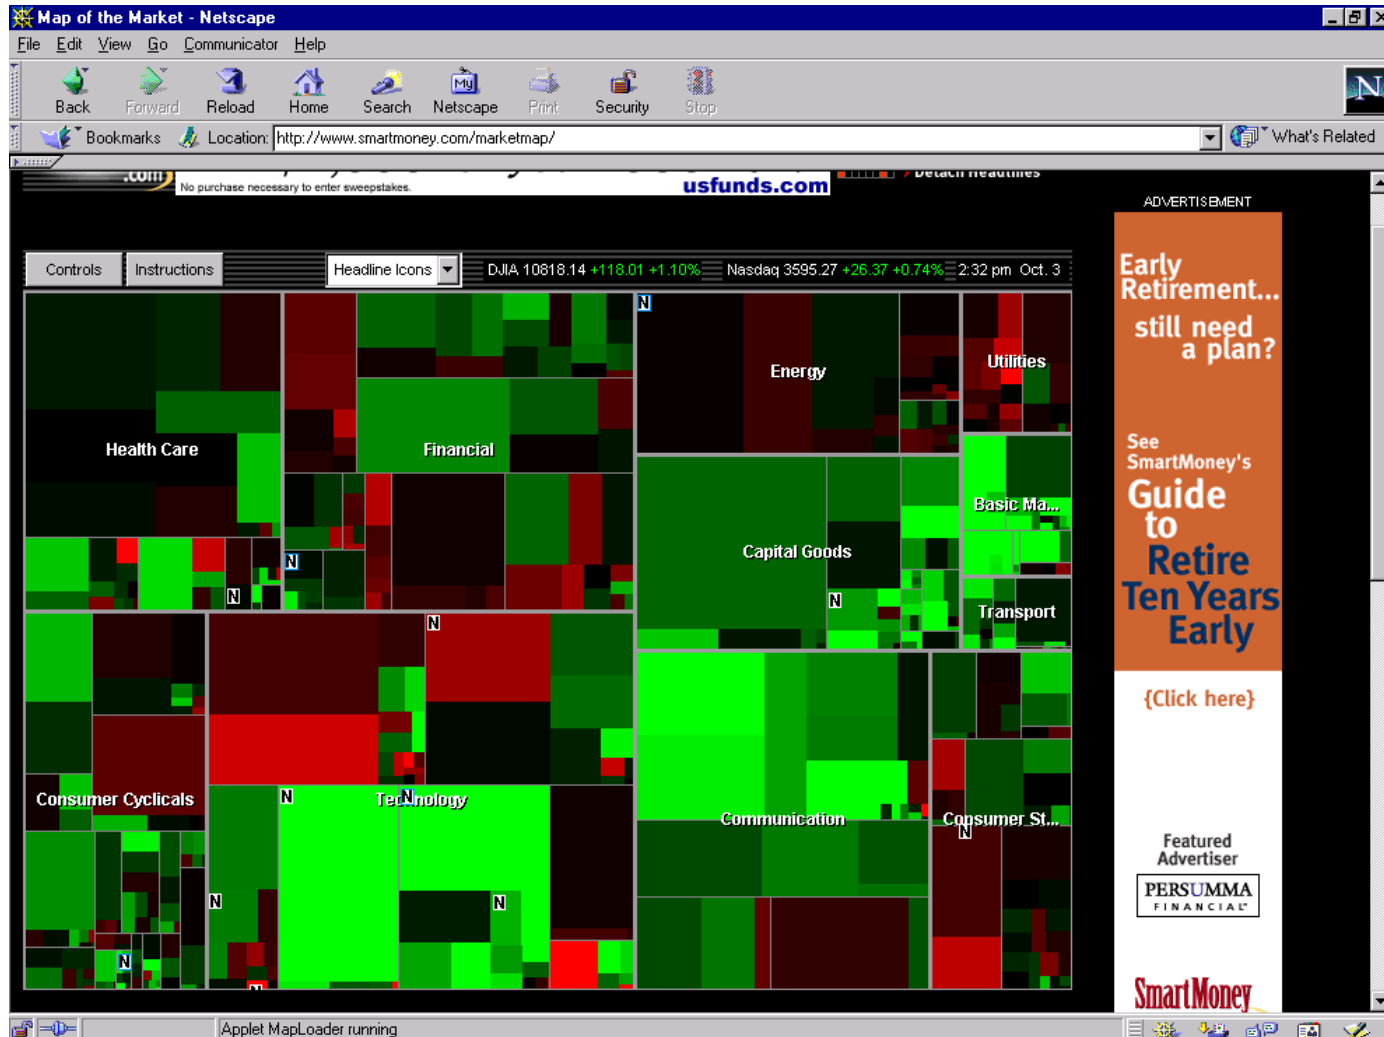 Map of the Market - Netscape
File Edit View Go Communicator Help
Back Forward Reload Home Search Netscape Print Security Stop
My
N
Bookmarks Location: http://www.smartmoney.com/marketmap/ What's Related
.com
No purchase necessary to enter sweepstakes.
usfunds.com
Detach Headlines
ADVERTISEMENT
Controls Instructions Headline Icons DJIA 10818.14 +118.01 +1.10% Nasdaq 3595.27 +26.37 +0.74% 2:32 pm Oct. 3
Early
Retirement...
still need
a plan?
N
Energy
Utilities
Health Care
Financial
See
SmartMoney's
Guide
to
Retire
Ten Years
Early
Basic Ma...
Capital Goods
N
N
N
Transport
N
{Click here}
Consumer Cyclicals
N
Technology
N
Communication
Consumer St...
N
Featured
Advertiser
PERSUMMA
FINANCIAL
N
N
N
N
SmartMoney
Applet MapLoader running